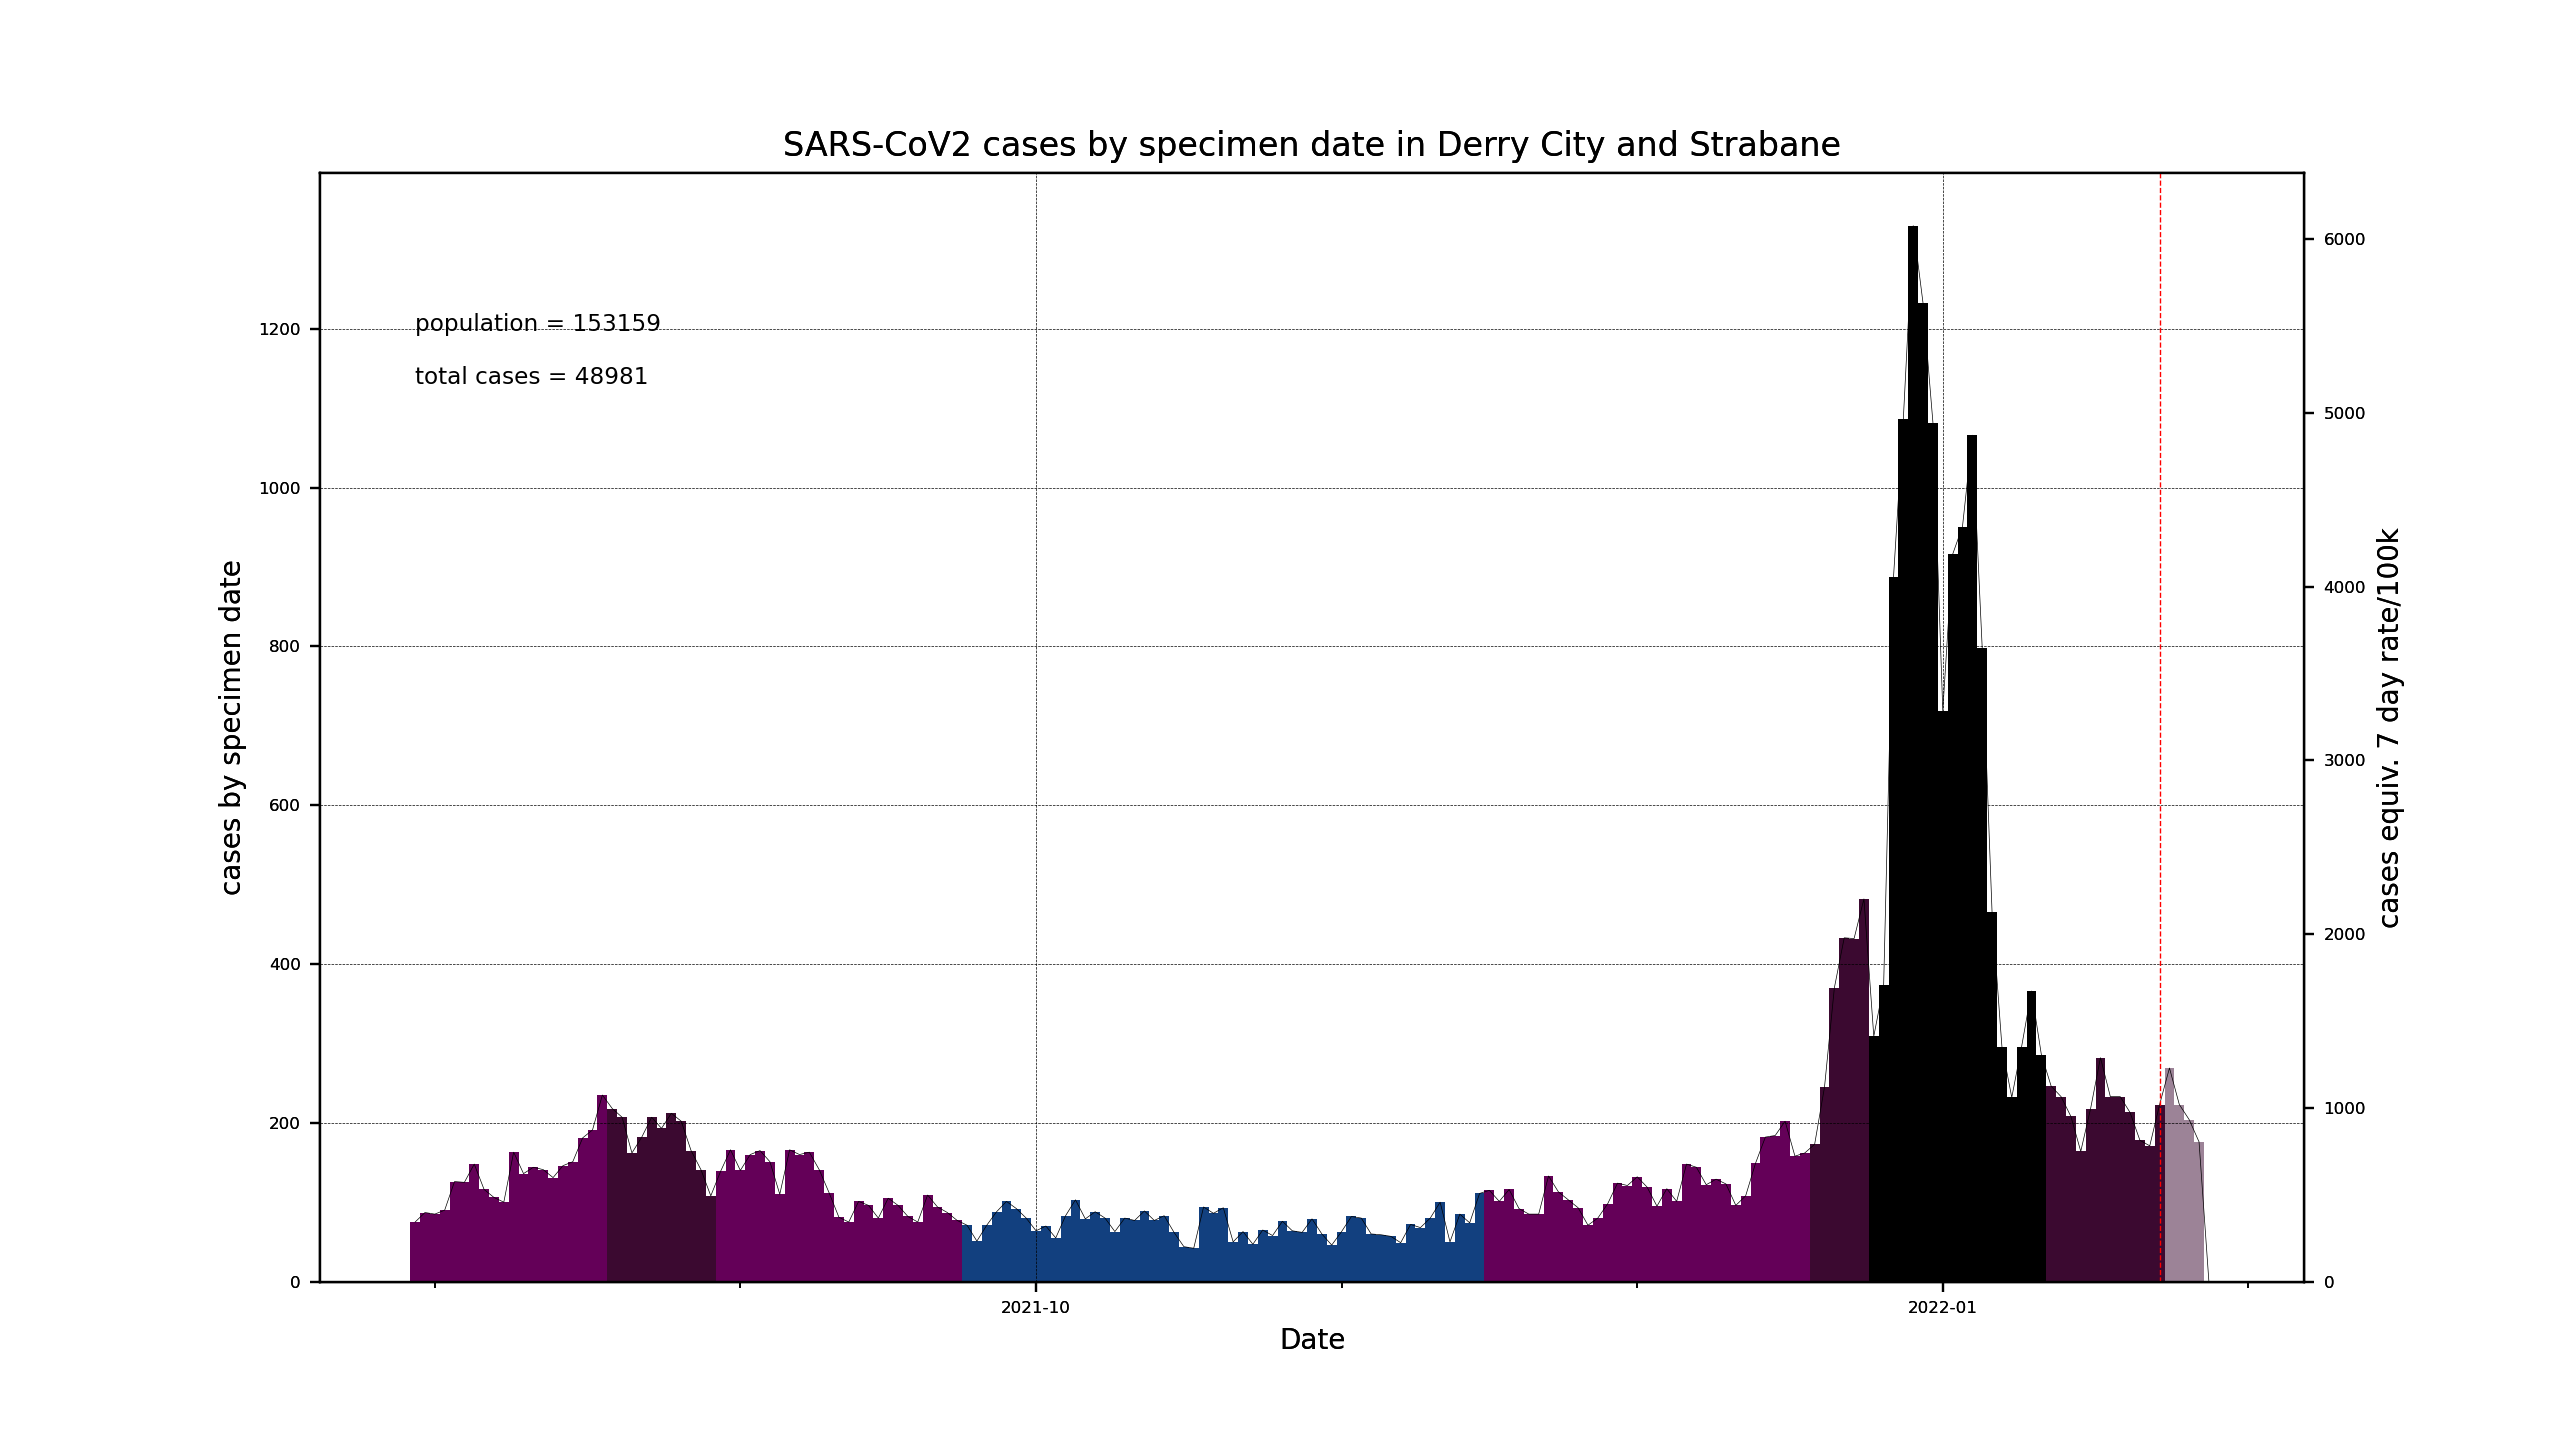 SARS-CoV2 cases by specimen date in Derry City and Strabane
population = 153159
total cases = 48981
cases by specimen date
1200
1000
800
600
400
200
0
6000
5000
4000
3000
2000
1000
0
cases equiv. 7 day rate/100k
2021-10
2022-01
Date